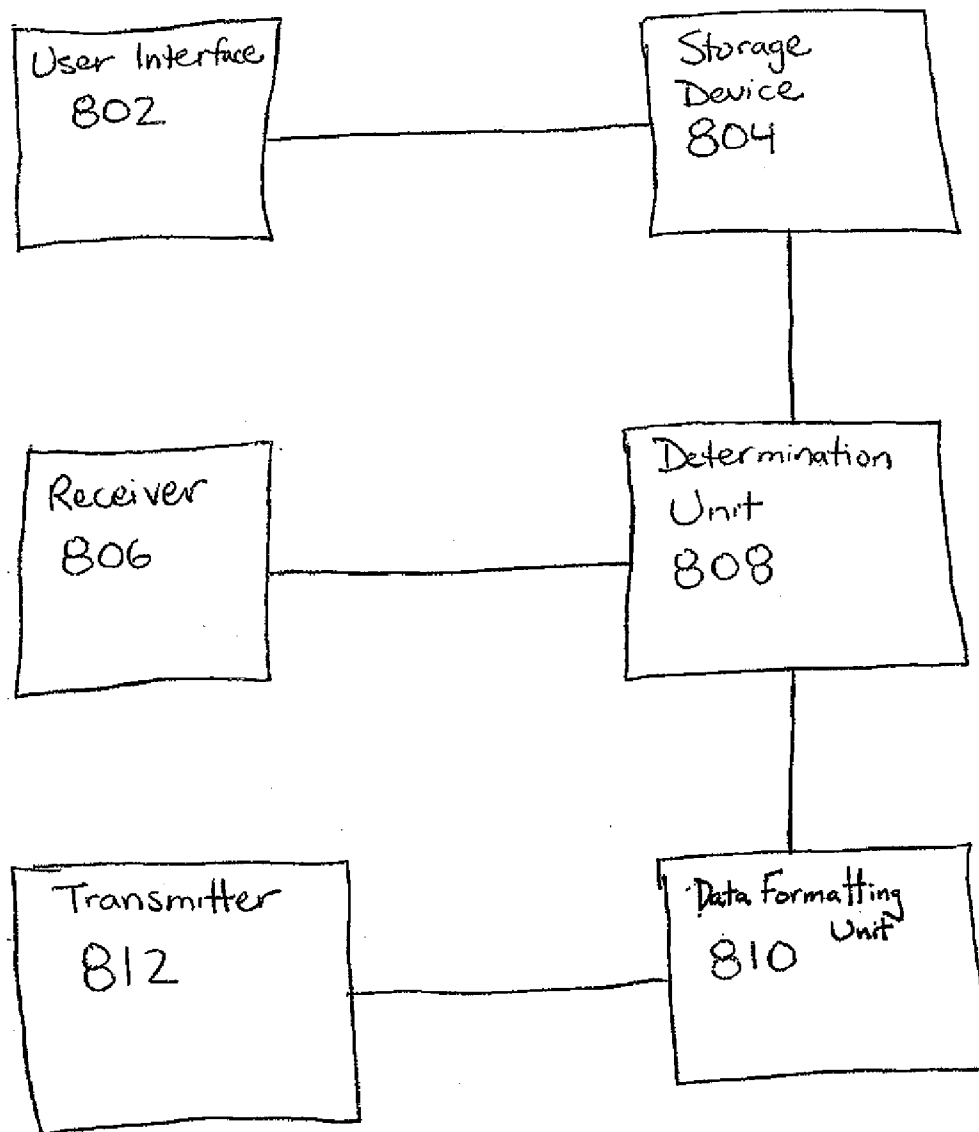 User Interface
802
Storage
Device
804
Receiver
806
Determination
Unit
808
Transmitter
812
Data Formatting
Unit
810